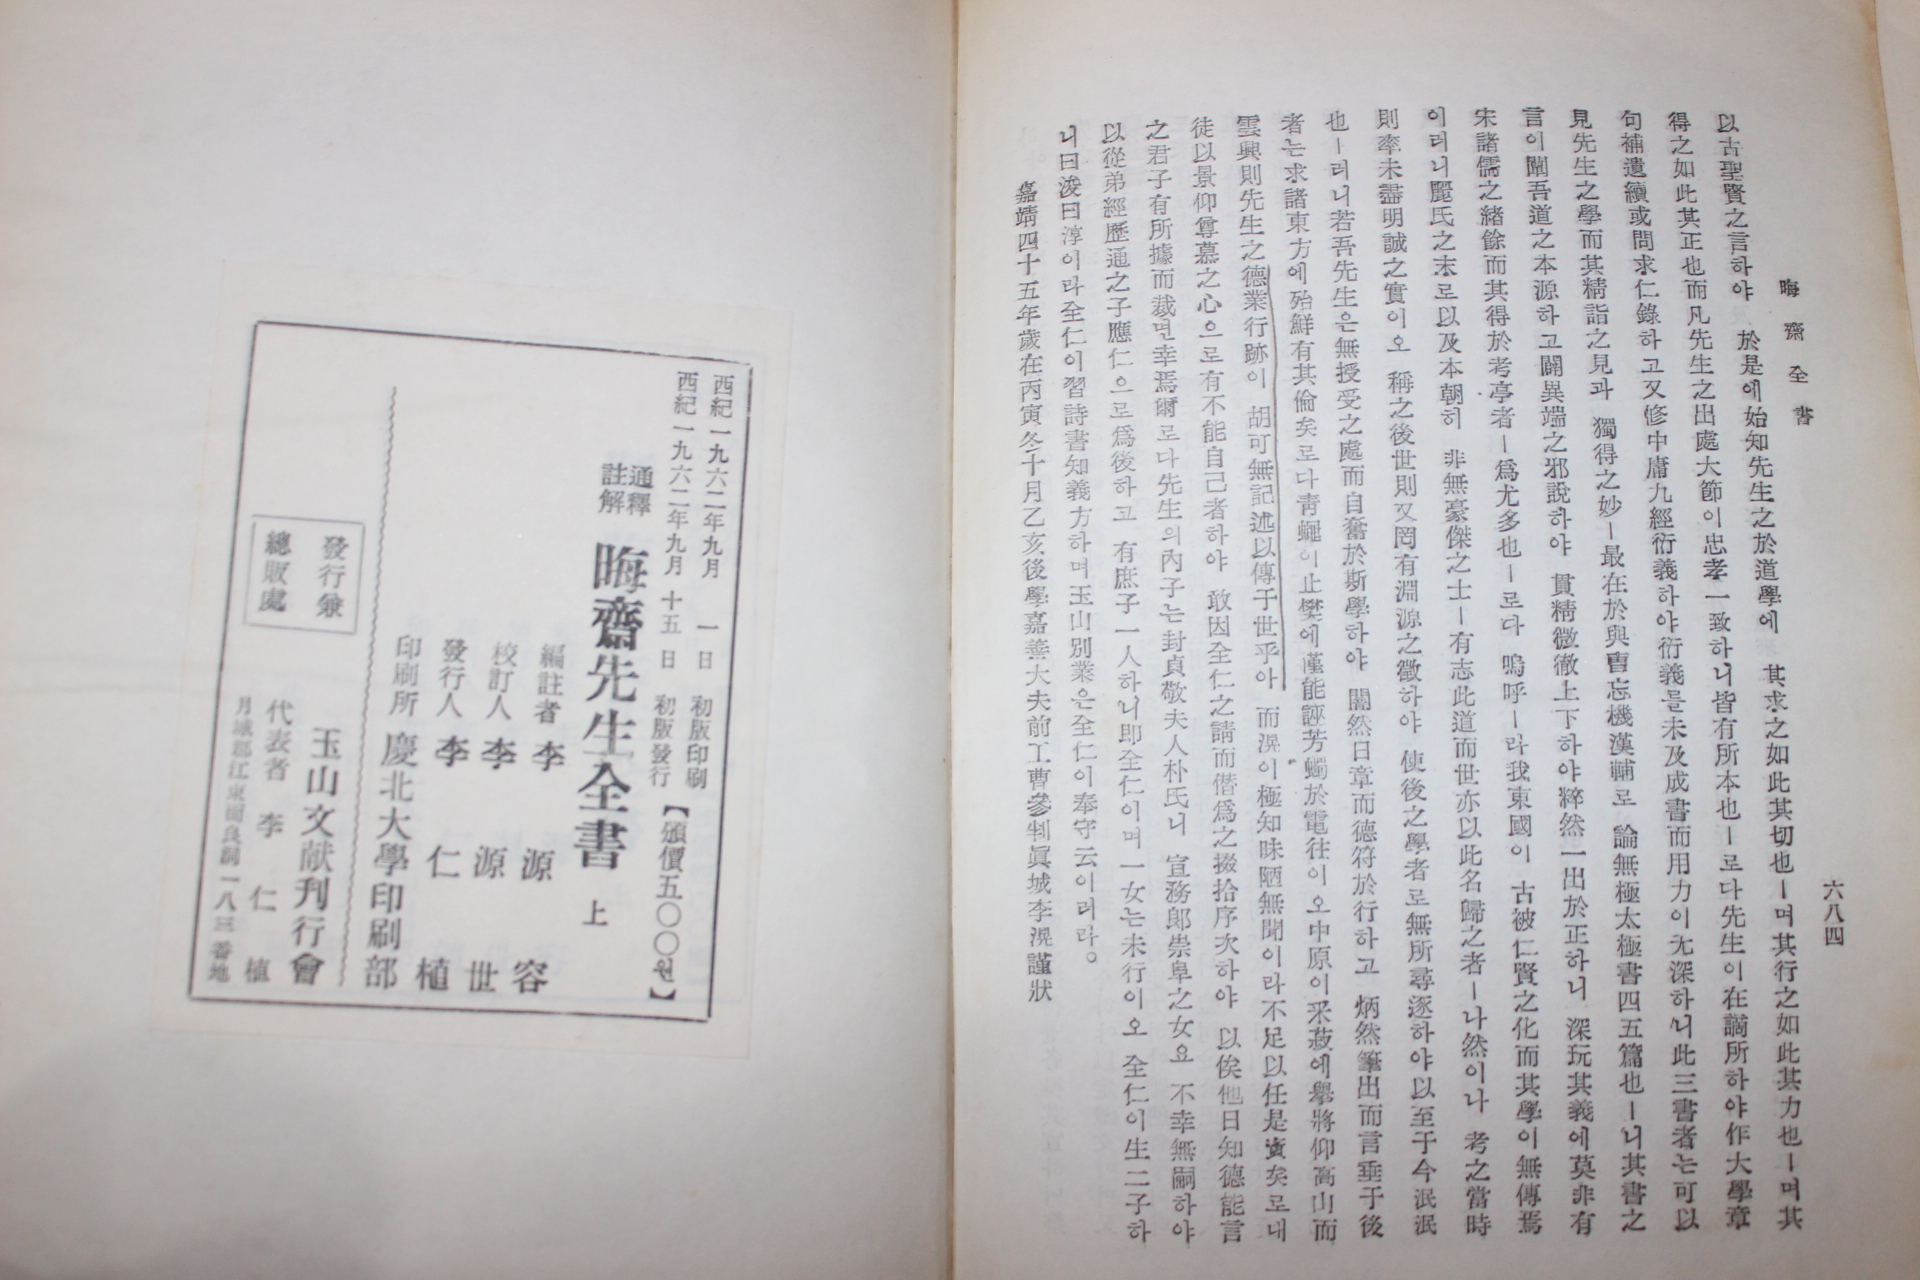 晦齋全書
六八四
以古聖賢之言하야 於是에始知先生之於道學에 其求之如此其切也ㅣ며其行之如此其力也ㅣ며其
得之如此其正也而凡先生之出處大節이忠孝一致하니皆有所本也ㅣ로다先生이在謫所하야作大學章
句補遺續或問求仁錄하고又修中庸九經衍義하야衍義를未及成書而用力이尤深하니此三書者는可以
見先生之學而其精詣之見과 獨得之妙ㅣ最在於與曺忘機漢輔로 論無極太極書四五篇也ㅣ니其書之
言이闡吾道之本源하고闢異端之邪說하야 貫精微徹上下하야粹然一出於正하니 深玩其義에莫非有
宋諸儒之緖餘而其得於考亭者ㅣ爲尤多也ㅣ로다 嗚呼ㅣ라我東國이 古被仁賢之化而其學이無傳焉
이러니麗氏之末로以及本朝히 非無豪傑之士ㅣ有志此道而世亦以此名歸之者ㅣ나然이나 考之當時
則率未盡明誠之實이오 稱之後世則又罔有淵源之徵하야 使後之學者로無所尋逐하야以至于今泯泯
也ㅣ러니若吾先生은無授受之處而自奮於斯學하야 闇然日章而德符於行하고 炳然筆出而言垂于後
者는求諸東方에殆鮮有其倫矣로다靑蠅이止樊에謹能誣芳蠋於電往이오中原이采菽에擧將仰高山而
雲興則先生之德業行跡이 胡可無記述以傳于世乎아 而滉이極知昧陋無聞이라不足以任是責矣로대
徒以景仰尊慕之心으로有不能自己者하야 敢因全仁之請而僭爲之掇拾序次하야 以俟他日知德能言
之君子有所據而裁면幸焉爾로다先生의內子는封貞敬夫人朴氏니 宣務郞崇阜之女요 不幸無嗣하야
以從弟經歷通之子應仁으로爲後하고 有庶子一人하니即全仁이며一女는未行이오 全仁이生二子하
니曰浚曰淳이라全仁이習詩書知義方하며玉山別業은全仁이奉守云이러라。
嘉靖四十五年歲在丙寅冬十月乙亥後學嘉善大夫前工曹參判眞城李滉謹狀
西紀一九六二年九月 一日 初版印刷
西紀一九六二年九月十五日 初版發行
【頒價五〇〇원】
通釋
註解
晦齋先生全書 上
編註者 李源容
校訂人 李源世
發行人 李仁植
印刷所 慶北大學印刷部
發行兼
總販處
玉山文献刊行會
代表者 李仁植
月城郡江東面良洞一八三番地